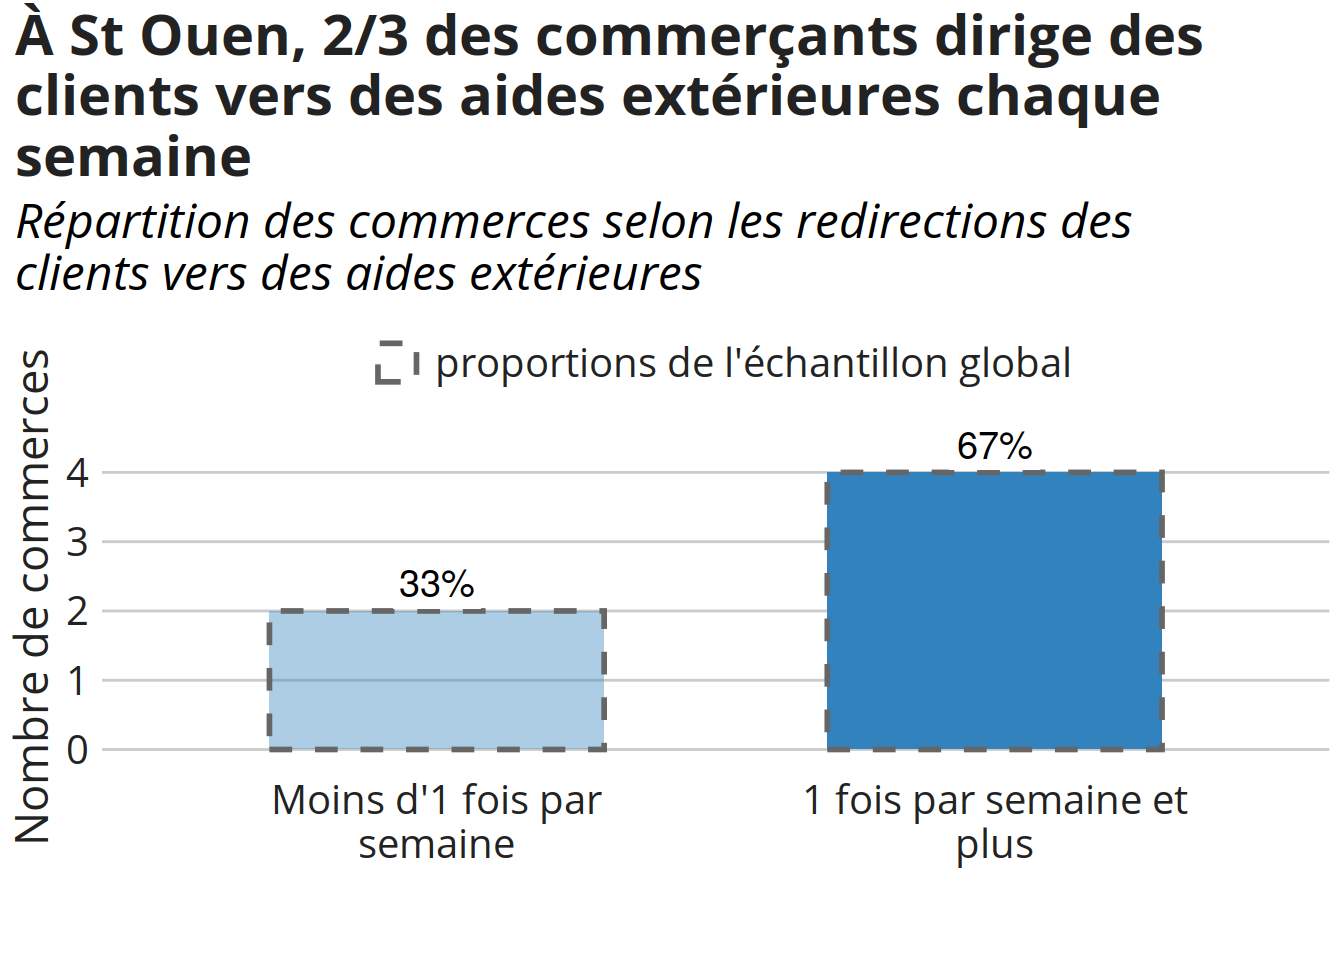 À St Ouen, 2/3 des commerçants dirige des
clients vers des aides extérieures chaque
semaine
Répartition des commerces selon les redirections des
clients vers des aides extérieures
proportions de l'échantillon global
Nombre de commerces
4
3
2
1
0
33%
67%
Moins d'1 fois par
semaine
1 fois par semaine et
plus